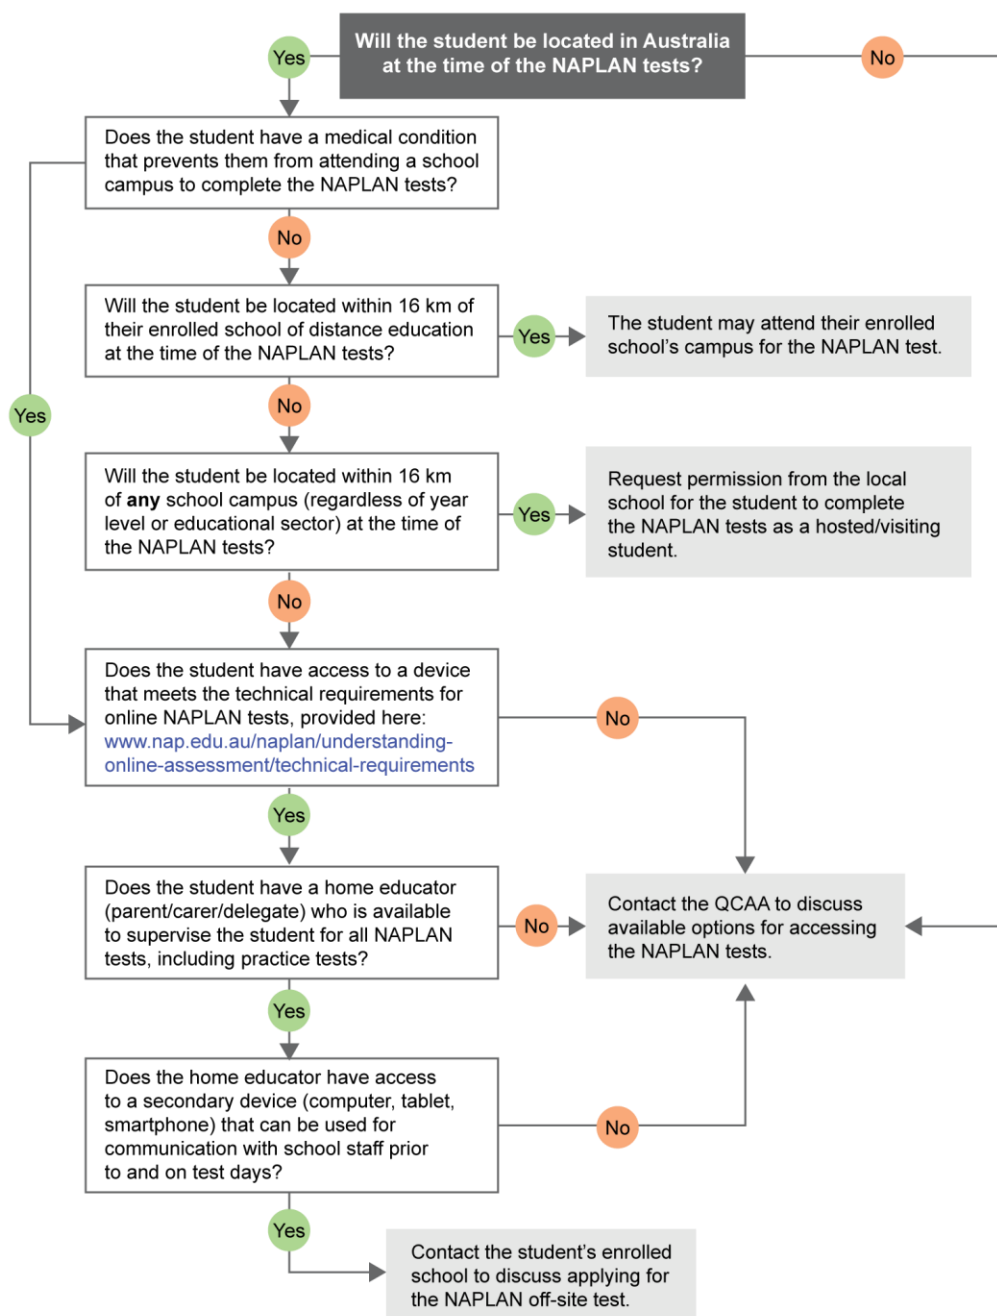 Will the student be located in Australia
at the time of the NAPLAN tests?
Yes
No
Does the student have a medical condition
that prevents them from attending a school
campus to complete the NAPLAN tests?
Yes
No
Will the student be located within 16 km of
their enrolled school of distance education
at the time of the NAPLAN tests?
Yes
The student may attend their enrolled
school's campus for the NAPLAN test.
No
Will the student be located within 16 km
of any school campus (regardless of year
level or educational sector) at the time of
the NAPLAN tests?
Yes
Request permission from the local
school for the student to complete
the NAPLAN tests as a hosted/visiting
student.
No
Does the student have access to a device
that meets the technical requirements for
online NAPLAN tests, provided here:
www.nap.edu.au/naplan/understanding-
online-assessment/technical-requirements
No
Yes
Does the student have a home educator
(parent/carer/delegate) who is available
to supervise the student for all NAPLAN
tests, including practice tests?
No
Contact the QCAA to discuss
available options for accessing
the NAPLAN tests.
Yes
Does the home educator have access
to a secondary device (computer, tablet,
smartphone) that can be used for
communication with school staff prior
to and on test days?
No
Yes
Contact the student's enrolled
school to discuss applying for
the NAPLAN off-site test.